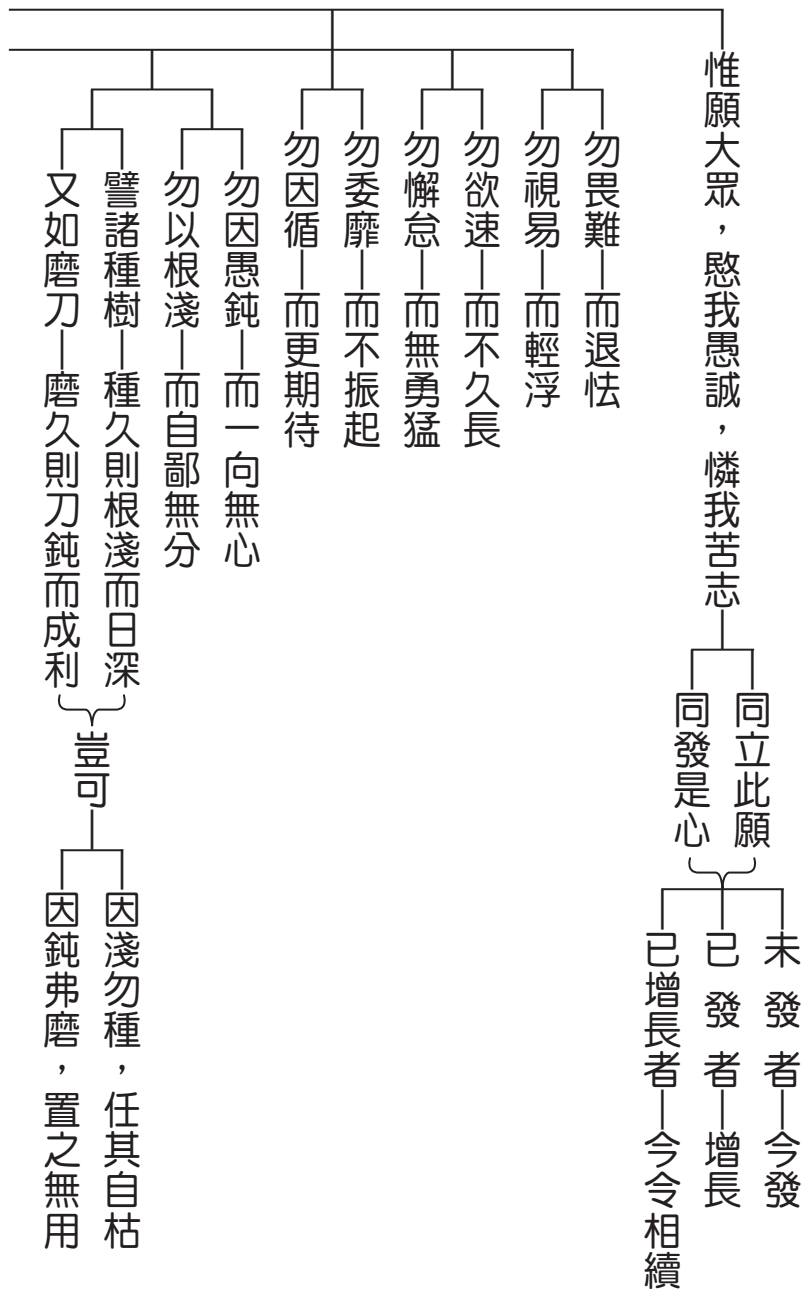 惟願大眾，愍我愚誠，憐我苦志
同立此願
同發是心
未發者—今發
已發者—增長
已增長者—今令相續
勿畏難—而退怯
勿視易—而輕浮
勿欲速—而不久長
勿懈怠—而無勇猛
勿委靡—而不振起
勿因循—而更期待
勿因愚鈍—而一向無心
勿以根淺—而自鄙無分
譬諸種樹—種久則根淺而日深
又如磨刀—磨久則刀鈍而成利
豈可
因淺勿種，任其自枯
因鈍弗磨，置之無用